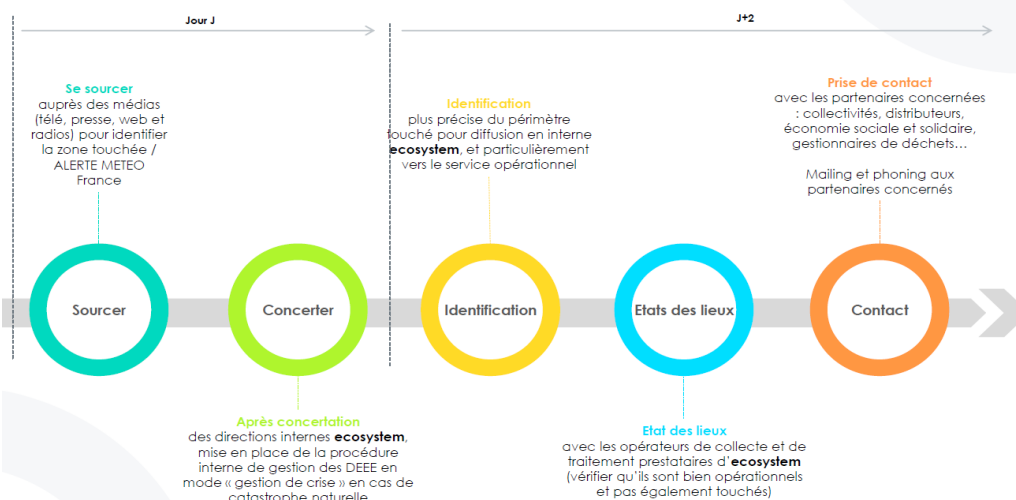 Jour J
J+2
Se sourcer
auprès des médias
(télé, presse, web et
radios) pour identifier
la zone touchée /
ALERTE METEO
France
Identification
plus précise du périmètre
touché pour diffusion en interne
ecosystem, et particulièrement
vers le service opérationnel
Prise de contact
avec les partenaires concernées
: collectivités, distributeurs,
économie sociale et solidaire,
gestionnaires de déchets…
Mailing et phoning aux
partenaires concernés
Sourcer
Concerter
Identification
Etats des lieux
Contact
Après concertation
des directions internes ecosystem,
mise en place de la procédure
interne de gestion des DEEE en
mode « gestion de crise » en cas de
catastrophe naturelle
Etat des lieux
avec les opérateurs de collecte et de
traitement prestataires d'ecosystem
(vérifier qu'ils sont bien opérationnels
et pas également touchés)